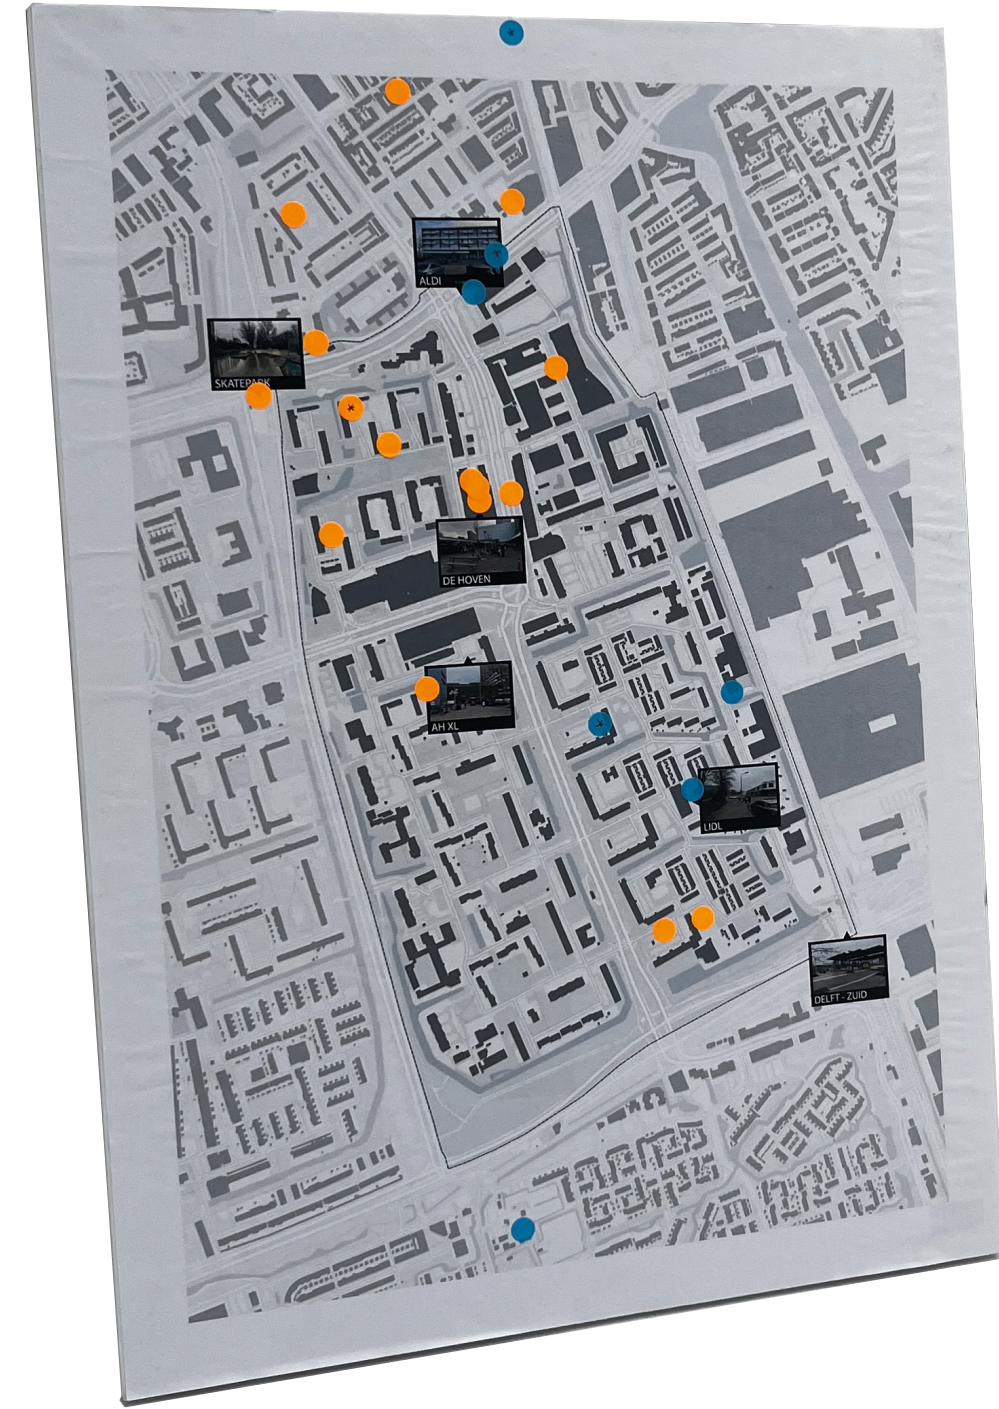 ALDI
SKATEPARK
DE HOVEN
AH XL
LIDL
DELFT - ZUID